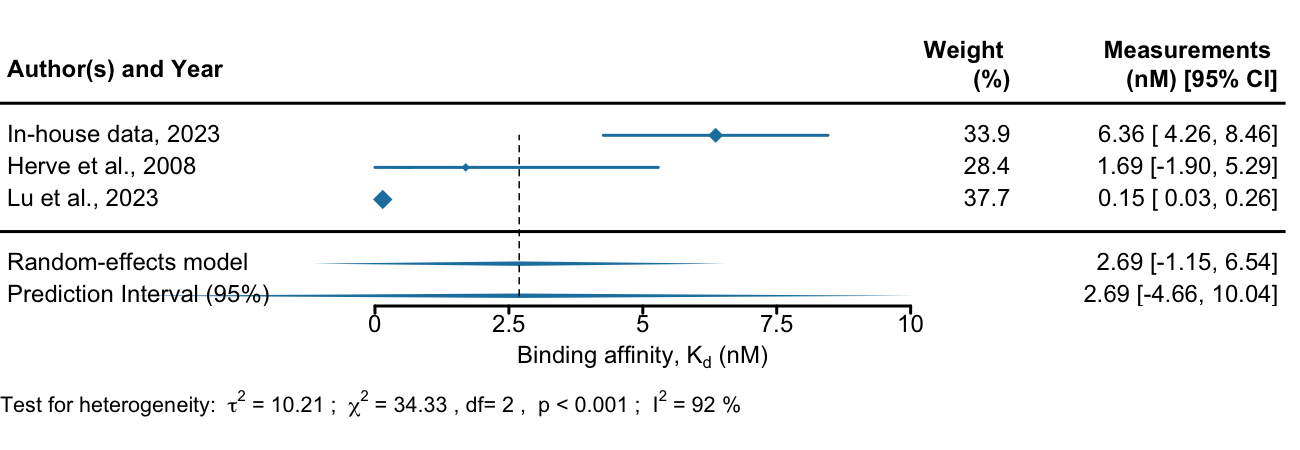 Author(s) and Year Weight (%) Measurements (nM) [95% CI]
In-house data, 2023 33.9 6.36 [ 4.26, 8.46]
Herve et al., 2008 28.4 1.69 [-1.90, 5.29]
Lu et al., 2023 37.7 0.15 [ 0.03, 0.26]
Random-effects model 2.69 [-1.15, 6.54]
Prediction Interval (95%) 2.69 [-4.66, 10.04]
0 2.5 5 7.5 10
Binding affinity, K_d (nM)
Test for heterogeneity: τ² = 10.21 ; χ² = 34.33 , df= 2 , p < 0.001 ; I² = 92 %